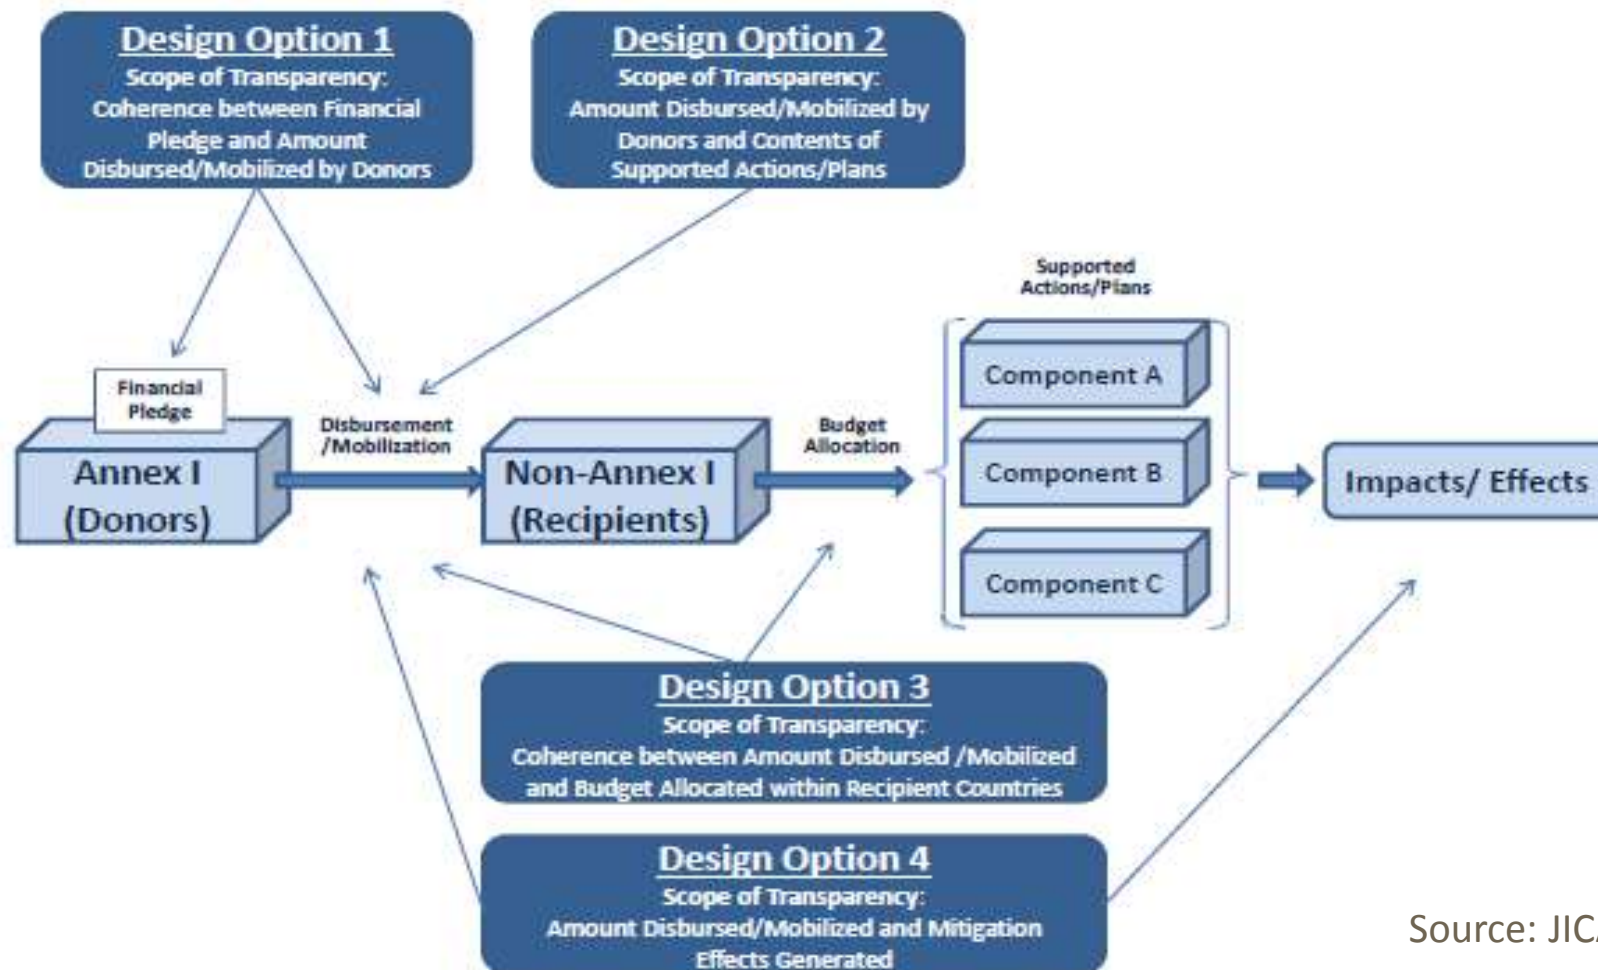 Design Option 1
Scope of Transparency:
Coherence between Financial
Pledge and Amount
Disbursed/Mobilized by Donors
Design Option 2
Scope of Transparency:
Amount Disbursed/Mobilized by
Donors and Contents of
Supported Actions/Plans
Supported
Actions/Plans
Financial
Pledge
Annex I
(Donors)
Disbursement
/Mobilization
Non-Annex I
(Recipients)
Budget
Allocation
Component A
Component B
Component C
Impacts/ Effects
Design Option 3
Scope of Transparency:
Coherence between Amount Disbursed /Mobilized
and Budget Allocated within Recipient Countries
Design Option 4
Scope of Transparency:
Amount Disbursed/Mobilized and Mitigation
Effects Generated
Source: JICA